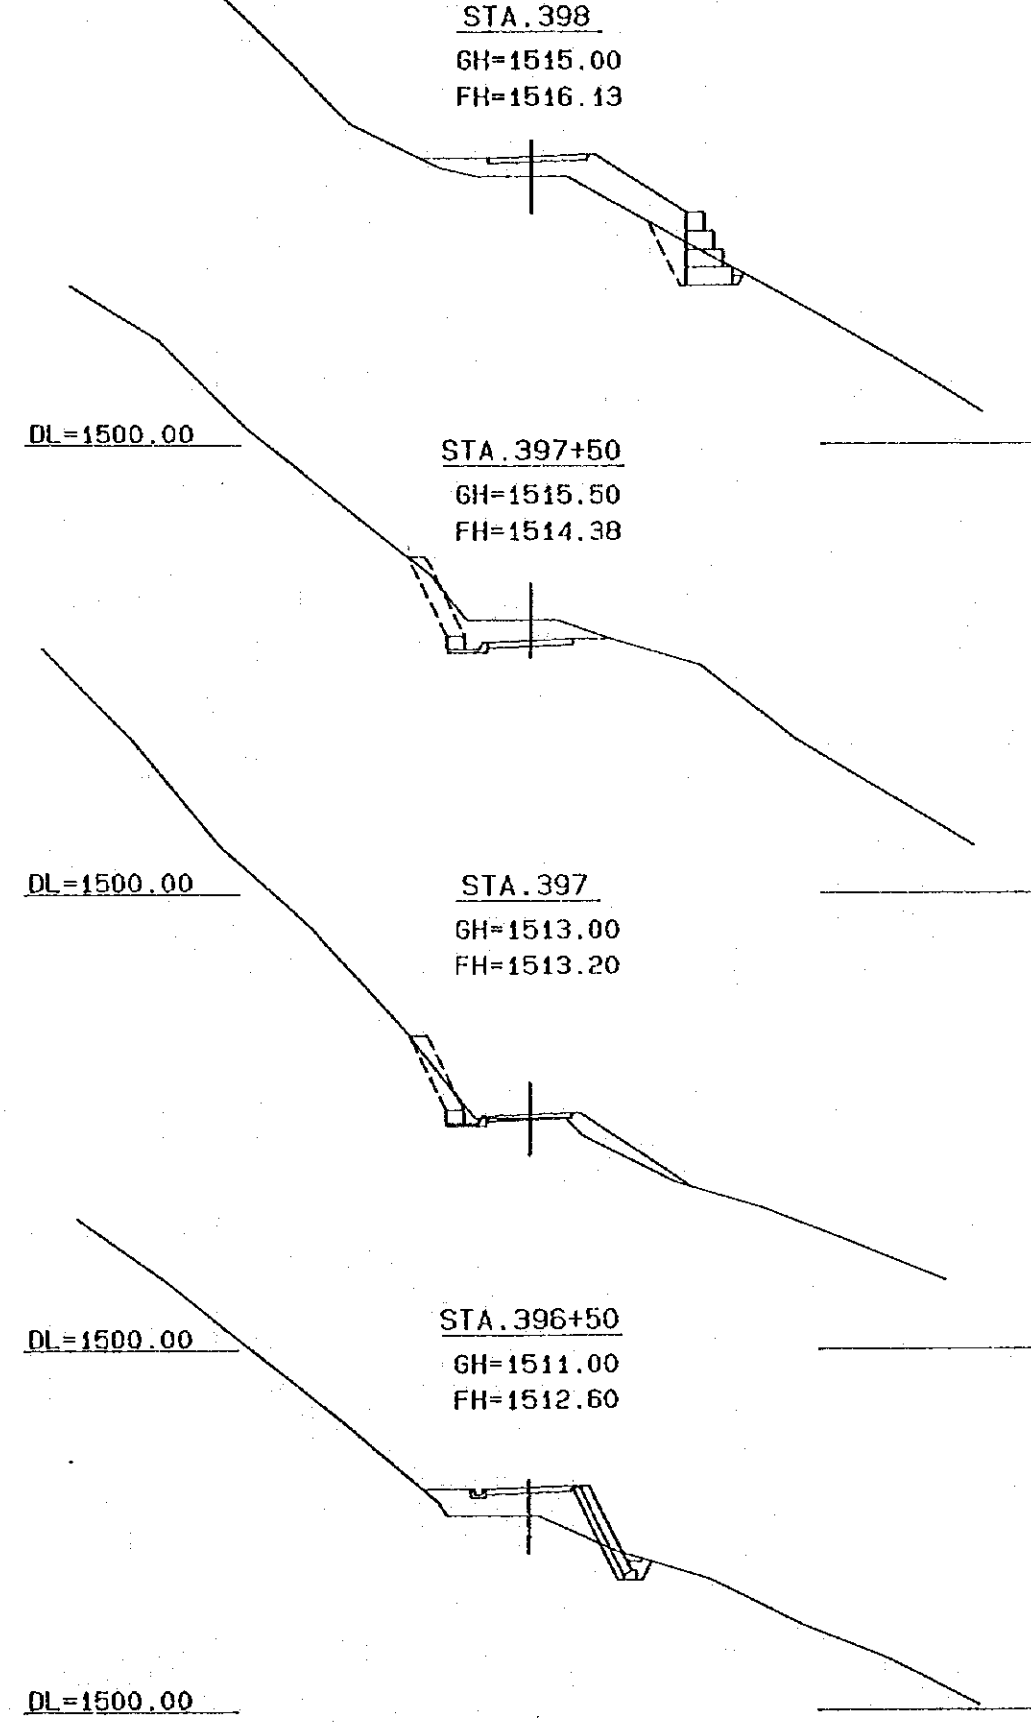 STA.398
GH=1515.00
FH=1516.13
DL=1500.00
STA.397+50
GH=1515.50
FH=1514.38
DL=1500.00
STA.397
GH=1513.00
FH=1513.20
DL=1500.00
STA.396+50
GH=1511.00
FH=1512.60
DL=1500.00